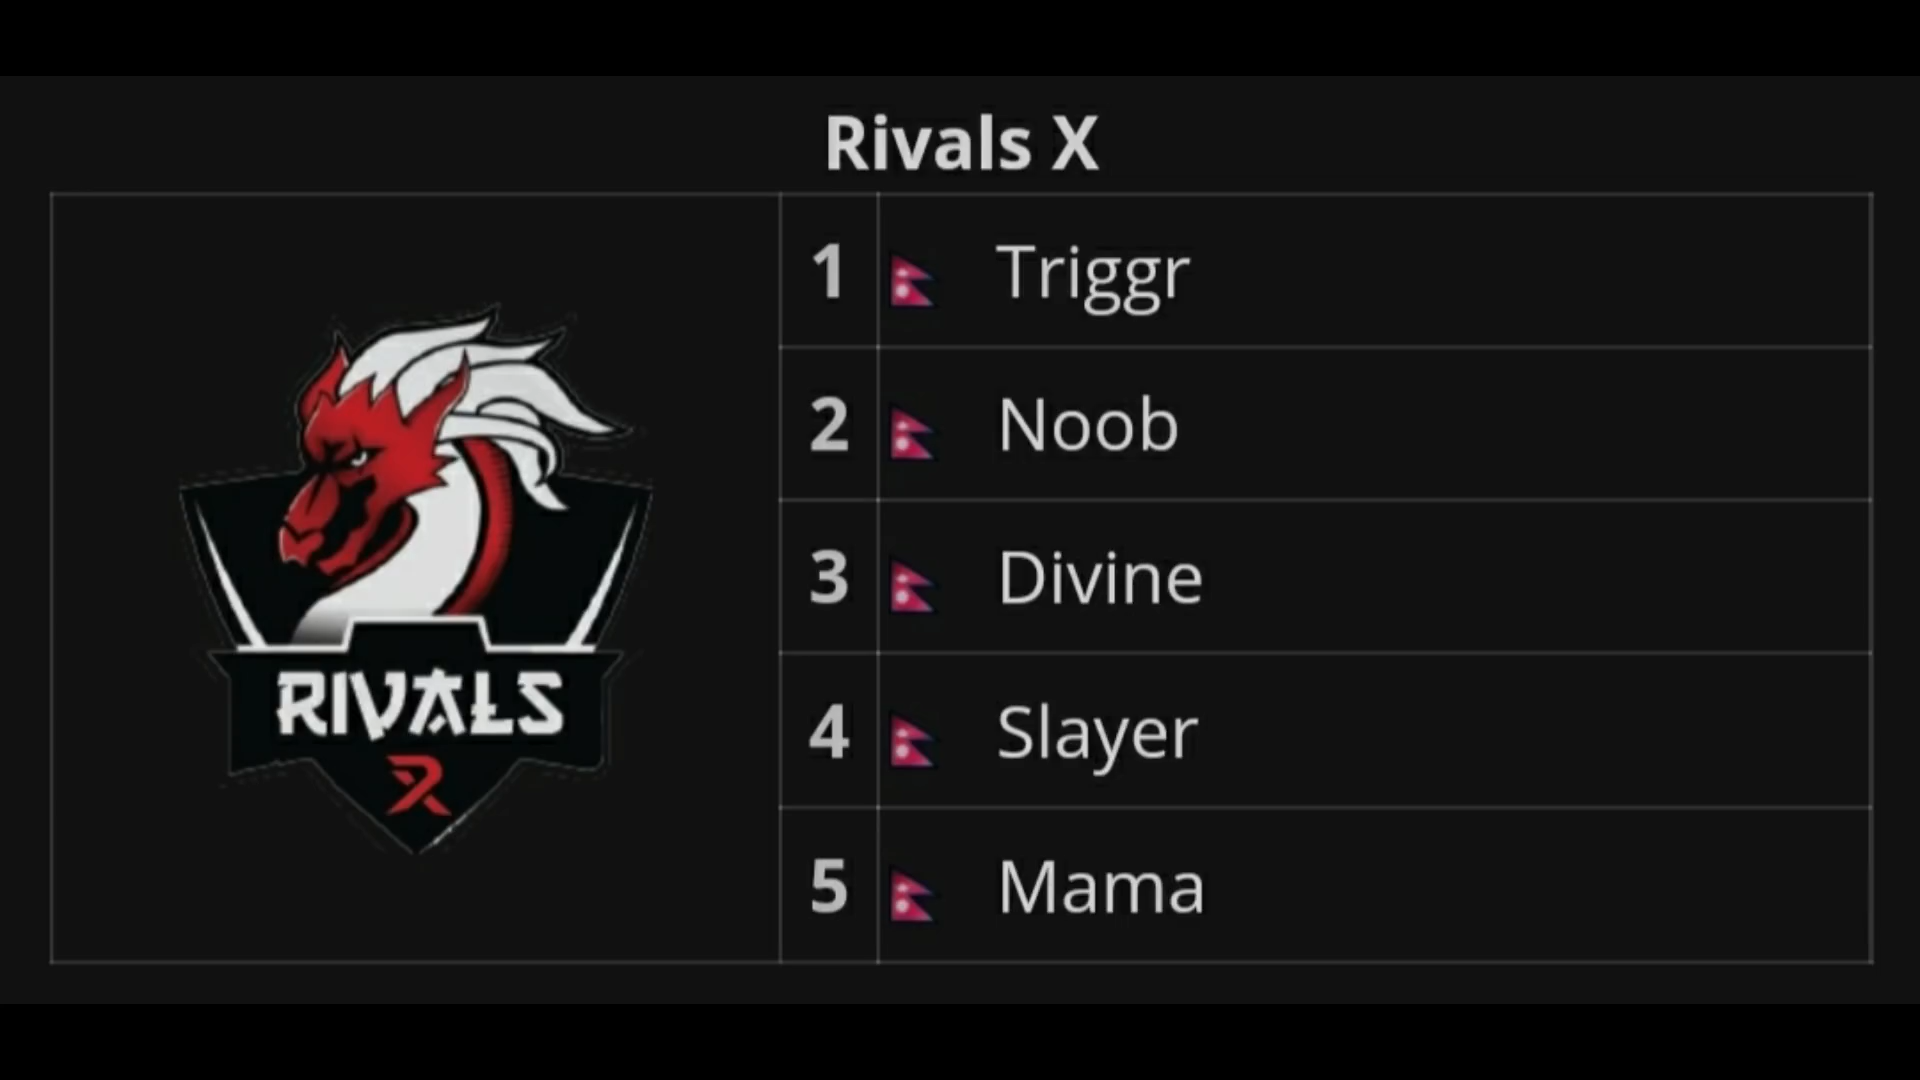 Rivals X
RIVALS
1 Triggr
2 Noob
3 Divine
4 Slayer
5 Mama